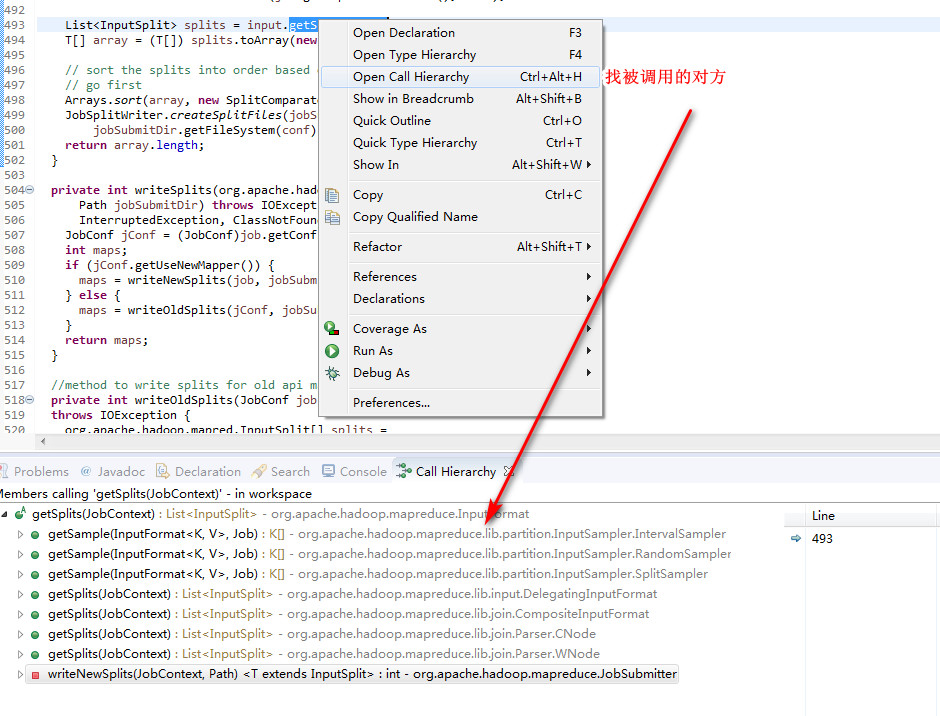 492
493 List<InputSplit> splits = input.getS
494 T[] array = (T[]) splits.toArray(new
495
496 // sort the splits into order based
497 // go first
498 Arrays.sort(array, new SplitComparat
499 JobSplitWriter.createSplitFiles(jobS
500 jobSubmitDir.getFileSystem(conf)
501 return array.length;
502 }
503
504 private int writeSplits(org.apache.had
505 Path jobSubmitDir) throws IOExcept
506 InterruptedException, ClassNotFoun
507 JobConf jConf = (JobConf)job.getConf
508 int maps;
509 if (jConf.getUseNewMapper()) {
510 maps = writeNewSplits(job, jobSubm
511 } else {
512 maps = writeOldSplits(jConf, jobSu
513 }
514 return maps;
515 }
516
517 //method to write splits for old api m
518 private int writeOldSplits(JobConf job
519 throws IOException {
520 org.apache.hadoop.mapred.InputSplit[] splits =
Open Declaration F3
Open Type Hierarchy F4
Open Call Hierarchy Ctrl+Alt+H
Show in Breadcrumb Alt+Shift+B
Quick Outline Ctrl+O
Quick Type Hierarchy Ctrl+T
Show In Alt+Shift+W
Copy Ctrl+C
Copy Qualified Name
Refactor Alt+Shift+T
References
Declarations
Coverage As
Run As
Debug As
Preferences...
找被调用的对方
Problems @ Javadoc Declaration Search Console Call Hierarchy
Members calling 'getSplits(JobContext)' - in workspace
getSplits(JobContext) : List<InputSplit> - org.apache.hadoop.mapreduce.InputFormat
getSample(InputFormat<K, V>, Job) : K[] - org.apache.hadoop.mapreduce.lib.partition.InputSampler.IntervalSampler
getSample(InputFormat<K, V>, Job) : K[] - org.apache.hadoop.mapreduce.lib.partition.InputSampler.RandomSampler
getSample(InputFormat<K, V>, Job) : K[] - org.apache.hadoop.mapreduce.lib.partition.InputSampler.SplitSampler
getSplits(JobContext) : List<InputSplit> - org.apache.hadoop.mapreduce.lib.input.DelegatingInputFormat
getSplits(JobContext) : List<InputSplit> - org.apache.hadoop.mapreduce.lib.join.CompositeInputFormat
getSplits(JobContext) : List<InputSplit> - org.apache.hadoop.mapreduce.lib.join.Parser.CNode
getSplits(JobContext) : List<InputSplit> - org.apache.hadoop.mapreduce.lib.join.Parser.WNode
writeNewSplits(JobContext, Path) <T extends InputSplit> : int - org.apache.hadoop.mapreduce.JobSubmitter
Line
493